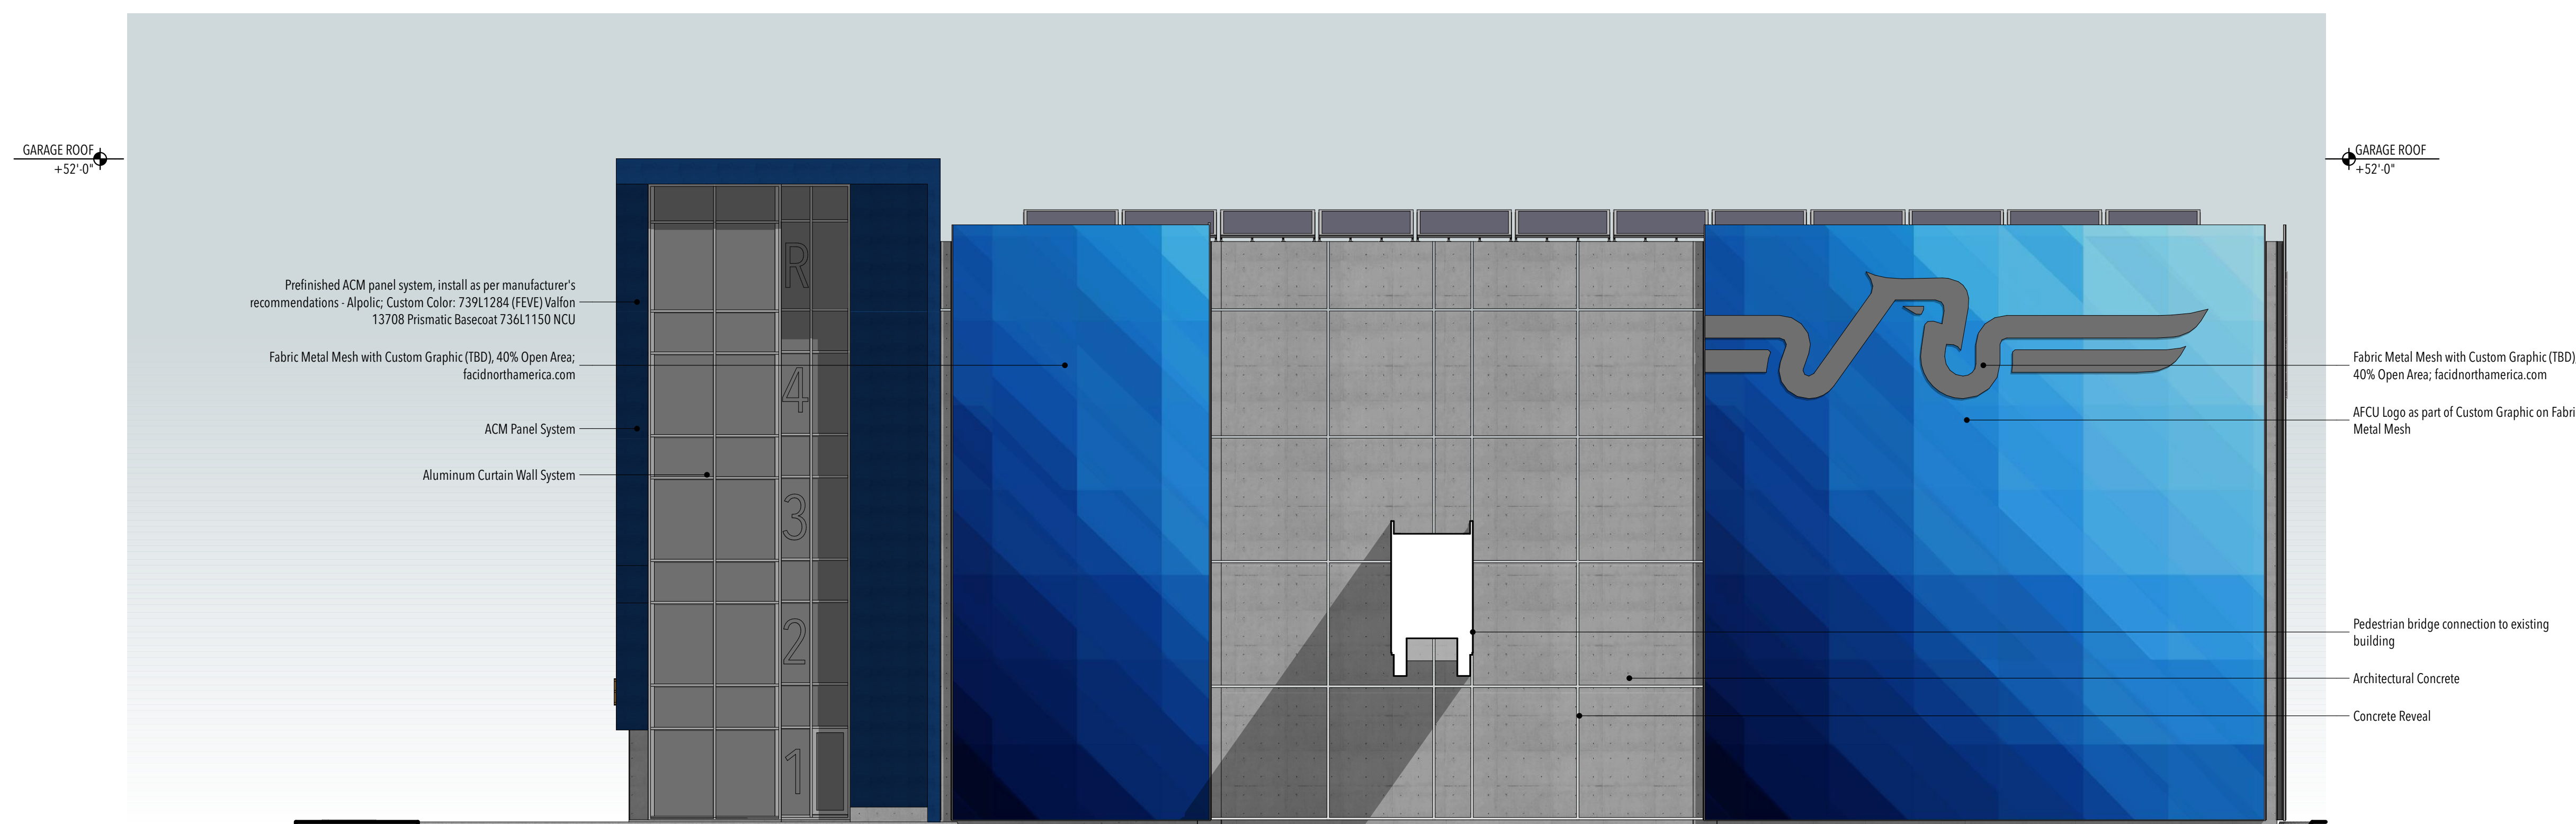 GARAGE ROOF
+52'-0"
GARAGE ROOF
+52'-0"
Prefinished ACM panel system, install as per manufacturer's
recommendations - Alpolic; Custom Color: 739L1284 (FEVE) Valfon
13708 Prismatic Basecoat 736L1150 NCU
Fabric Metal Mesh with Custom Graphic (TBD), 40% Open Area;
facidnorthamerica.com
ACM Panel System
Aluminum Curtain Wall System
R
4
3
2
1
Fabric Metal Mesh with Custom Graphic (TBD)
40% Open Area; facidnorthamerica.com
AFCU Logo as part of Custom Graphic on Fabri
Metal Mesh
Pedestrian bridge connection to existing
building
Architectural Concrete
Concrete Reveal